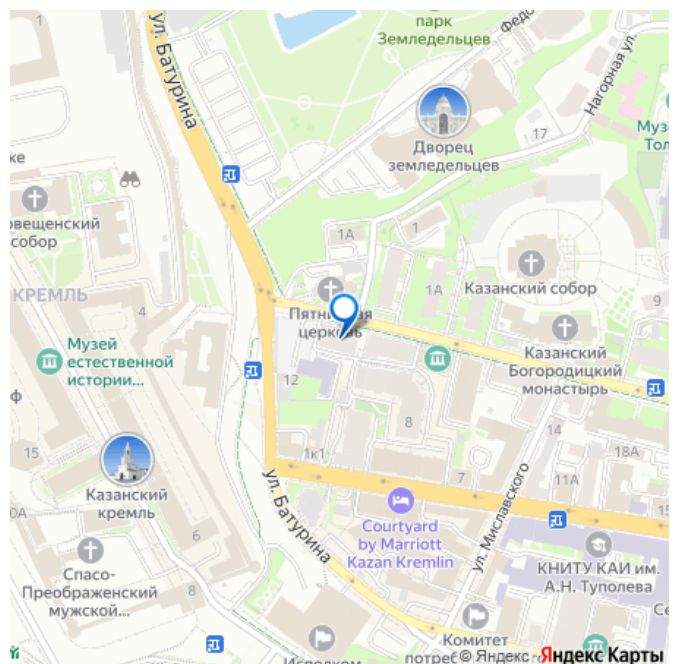 парк
Земледельцев
ул. Батурина
Нагорная ул.
17
Дворец
земледельцев
1А
1
собор
КРЕМЛЬ
4
Казанский собор
1А
9
Пятницкая
церковь
Казанский
Богородицкий
монастырь
Музей
естественной
истории...
12
8
14
18А
15
1к1
7
11А
Казанский
кремль
ул. Батурина
Courtyard
by Marriott
Kazan Kremlin
ул. Миславского
6
КНИТУ КАИ им.
А.Н. Туполева
Спасо-
Преображенский
мужской...
Комитет
© Яндекс
Яндекс Карты